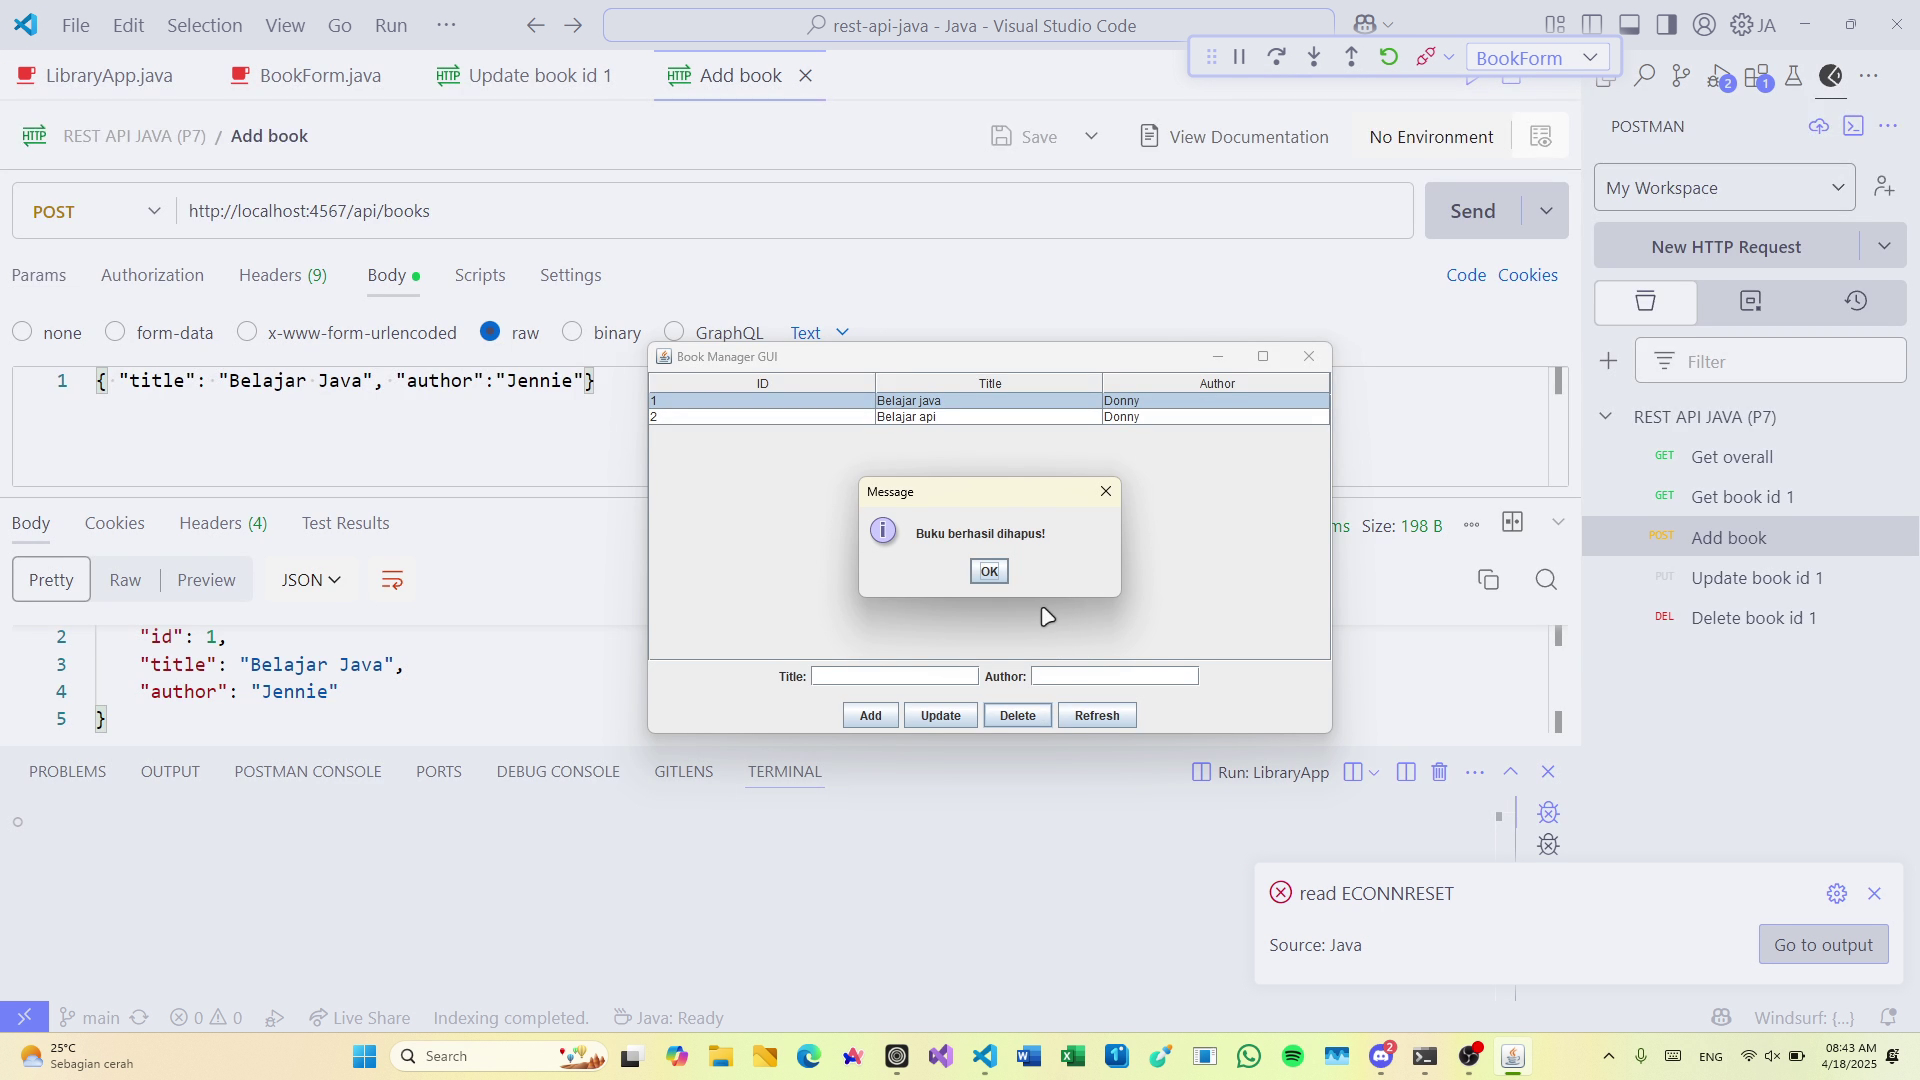 File Edit Selection View Go Run ···
rest-api-java - Java - Visual Studio Code
JA
LibraryApp.java
BookForm.java
HTTP Update book id 1
HTTP Add book
BookForm
2
1
HTTP REST API JAVA (P7) / Add book
Save
View Documentation
No Environment
POST
http://localhost:4567/api/books
Send
Params Authorization Headers (9) Body Scripts Settings
Code Cookies
none form-data x-www-form-urlencoded raw binary GraphQL Text
1 { "title": "Belajar Java", "author":"Jennie"}
Body Cookies Headers (4) Test Results
ms Size: 198 B
Pretty Raw Preview JSON
2 "id": 1,
3 "title": "Belajar Java",
4 "author": "Jennie"
5 }
Book Manager GUI
ID Title Author
1 Belajar java Donny
2 Belajar api Donny
Message
Buku berhasil dihapus!
OK
Title:
Author:
Add Update Delete Refresh
POSTMAN
My Workspace
New HTTP Request
Filter
REST API JAVA (P7)
GET Get overall
GET Get book id 1
POST Add book
PUT Update book id 1
DEL Delete book id 1
PROBLEMS OUTPUT POSTMAN CONSOLE PORTS DEBUG CONSOLE GITLENS TERMINAL
Run: LibraryApp
read ECONNRESET
Source: Java
Go to output
main 0 0 Live Share Indexing completed. Java: Ready
Windsurf: {...}
25°C
Sebagian cerah
Search
2
ENG
08:43 AM
4/18/2025